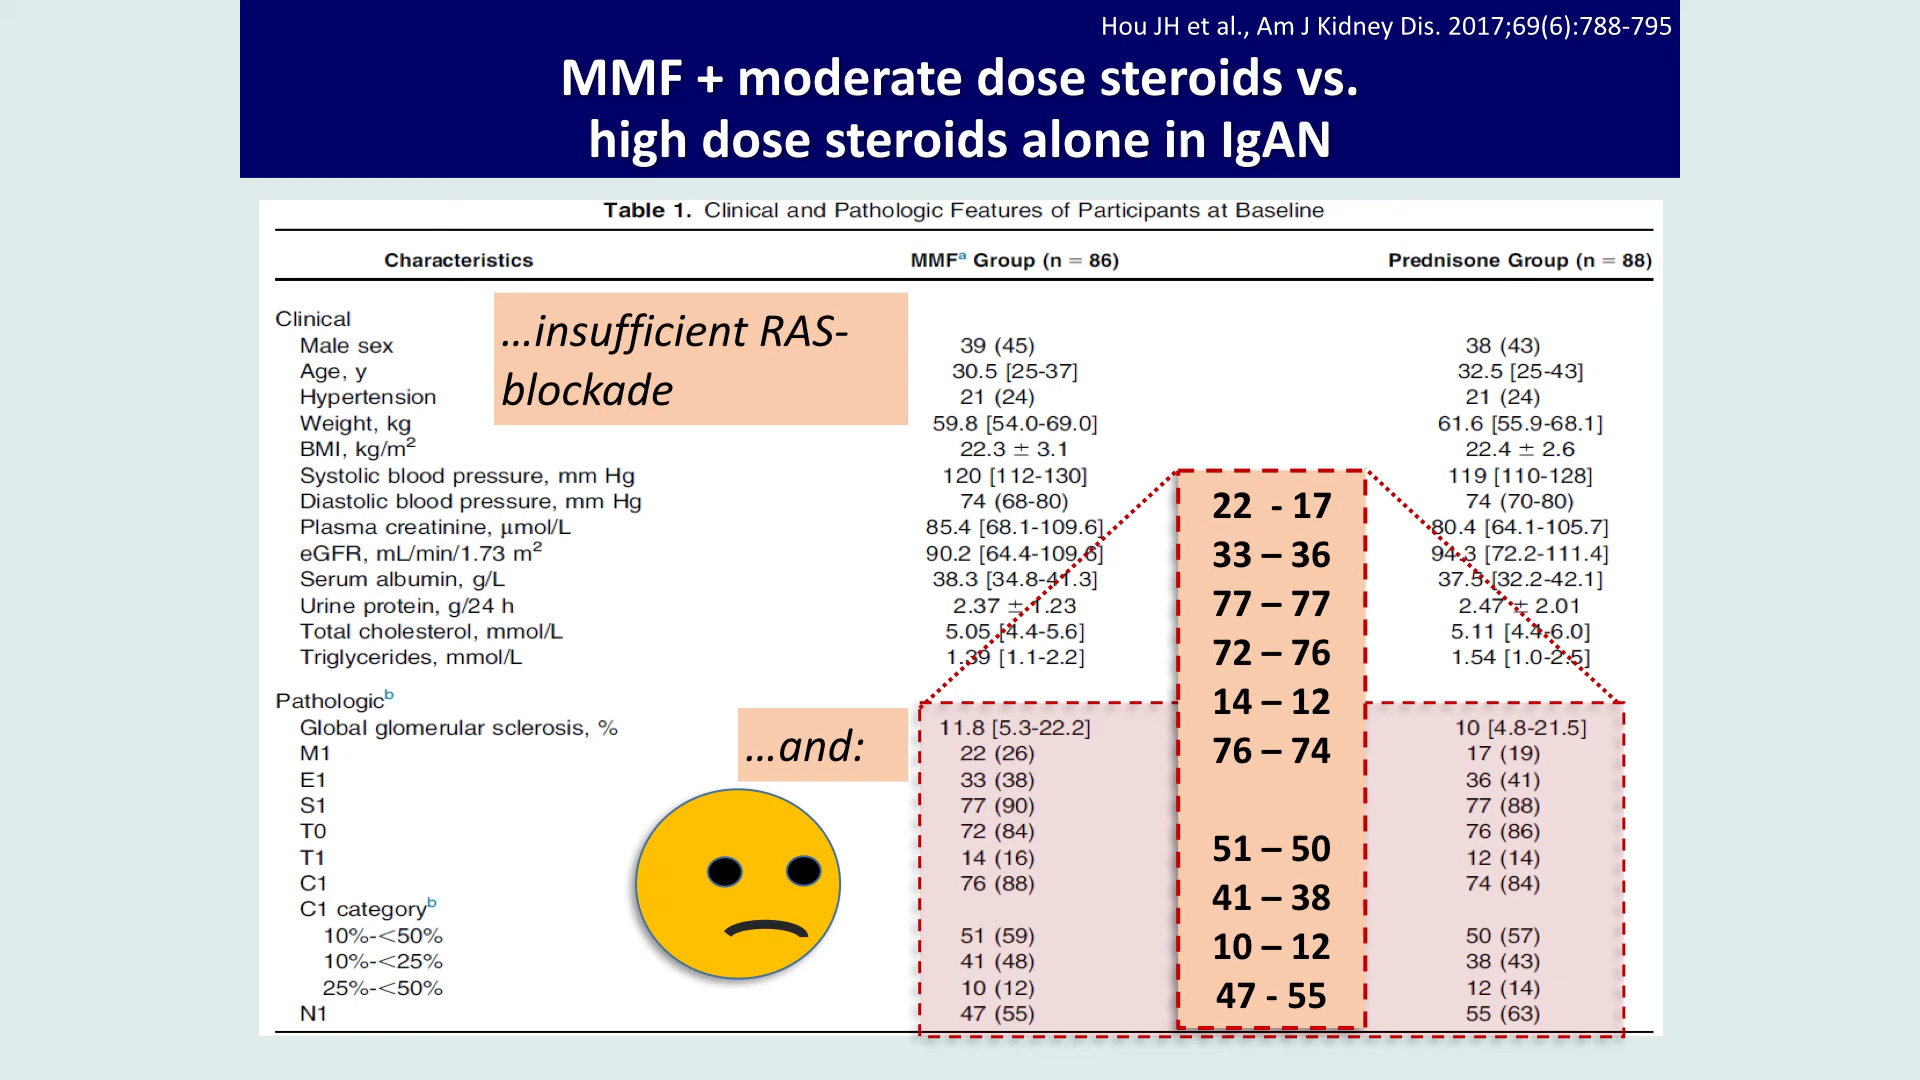 Hou JH et al., Am J Kidney Dis. 2017;69(6):788-795
MMF + moderate dose steroids vs.
high dose steroids alone in IgAN
Table 1. Clinical and Pathologic Features of Participants at Baseline
Characteristics MMFa Group (n = 86) Prednisone Group (n = 88)
...insufficient RAS-
blockade
Clinical
Male sex 39 (45) 38 (43)
Age, y 30.5 [25-37] 32.5 [25-43]
Hypertension 21 (24) 21 (24)
Weight, kg 59.8 [54.0-69.0] 61.6 [55.9-68.1]
BMI, kg/m² 22.3 ± 3.1 22.4 ± 2.6
Systolic blood pressure, mm Hg 120 [112-130] 119 [110-128]
Diastolic blood pressure, mm Hg 74 (68-80) 74 (70-80)
Plasma creatinine, μmol/L 85.4 [68.1-109.6] 80.4 [64.1-105.7]
eGFR, mL/min/1.73 m² 90.2 [64.4-109.6] 94.3 [72.2-111.4]
Serum albumin, g/L 38.3 [34.8-41.3] 37.5 [32.2-42.1]
Urine protein, g/24 h 2.37 ± 1.23 2.47 ± 2.01
Total cholesterol, mmol/L 5.05 [4.4-5.6] 5.11 [4.4-6.0]
Triglycerides, mmol/L 1.39 [1.1-2.2] 1.54 [1.0-2.5]
Pathologicb
...and:
Global glomerular sclerosis, % 11.8 [5.3-22.2] 10 [4.8-21.5]
M1 22 (26) 17 (19)
E1 33 (38) 36 (41)
S1 77 (90) 77 (88)
T0 72 (84) 76 (86)
T1 14 (16) 12 (14)
C1 76 (88) 74 (84)
C1 categoryb
10%-<50% 51 (59) 50 (57)
10%-<25% 41 (48) 38 (43)
25%-<50% 10 (12) 12 (14)
N1 47 (55) 55 (63)
22 - 17
33 – 36
77 – 77
72 – 76
14 – 12
76 – 74
51 – 50
41 – 38
10 – 12
47 - 55